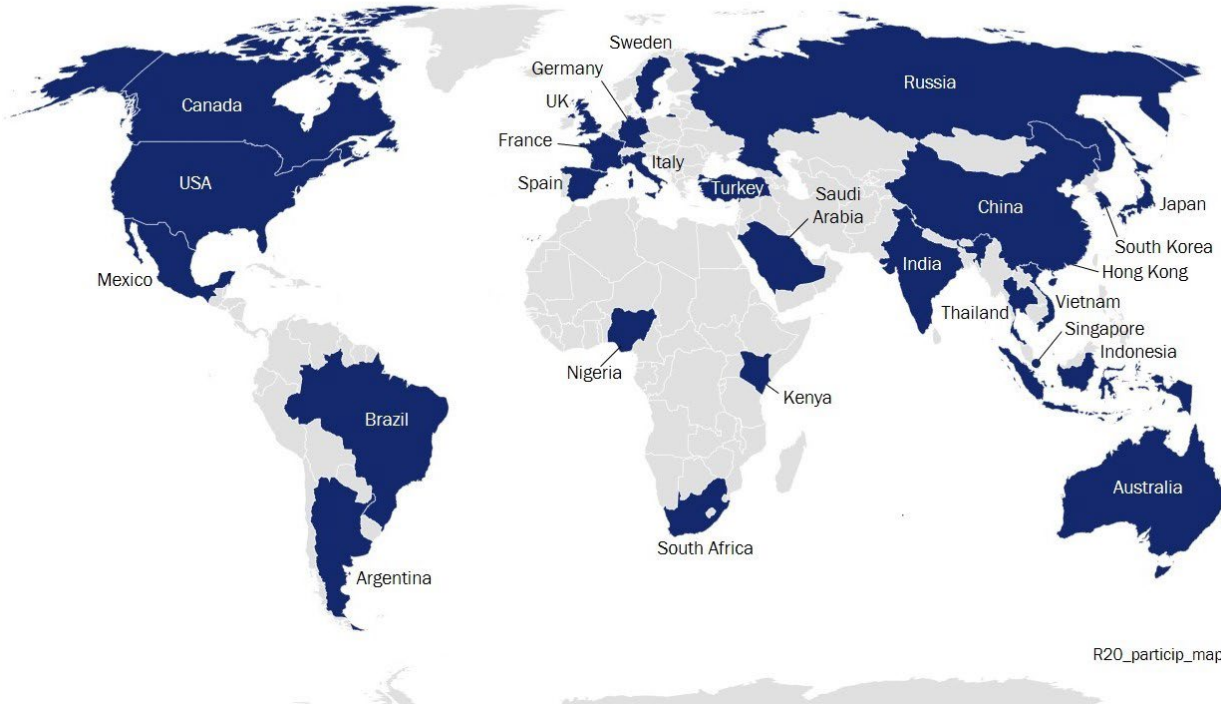 Sweden
Germany
Russia
Canada
UK
France
Italy
USA
Spain
Turkey
Saudi
Arabia
China
Japan
South Korea
India
Hong Kong
Mexico
Vietnam
Thailand
Singapore
Indonesia
Nigeria
Kenya
Brazil
Australia
South Africa
Argentina
R20_particip_map